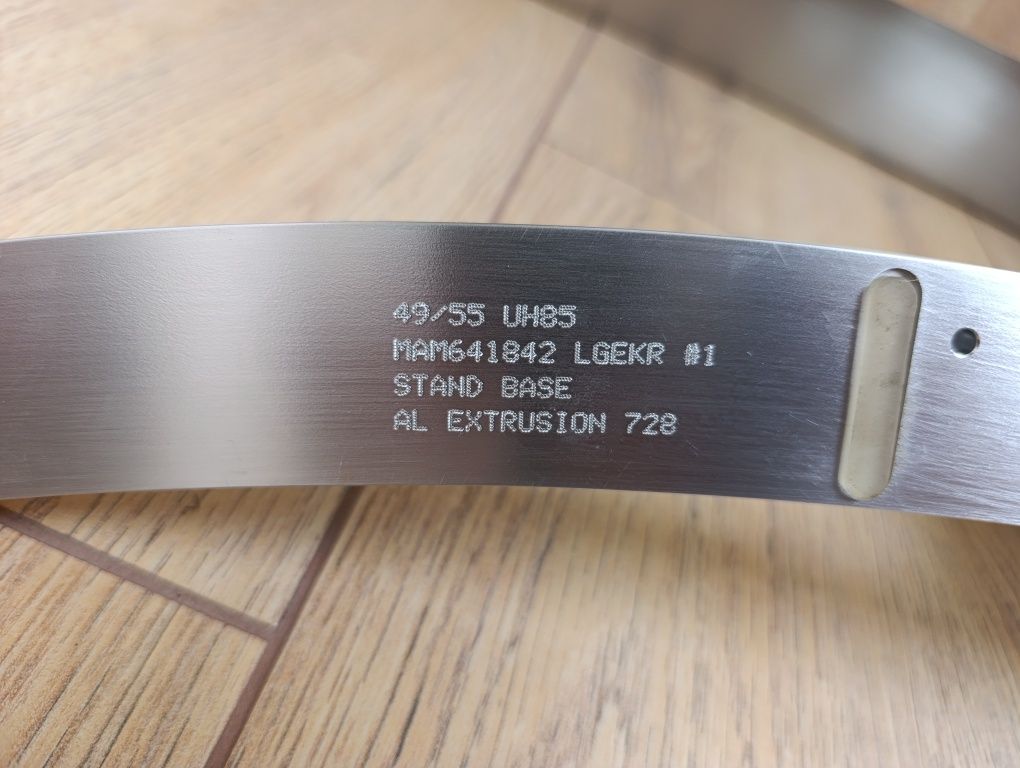 49/55 UH85
MAM641842 LGEKR #1
STAND BASE
AL EXTRUSION 728